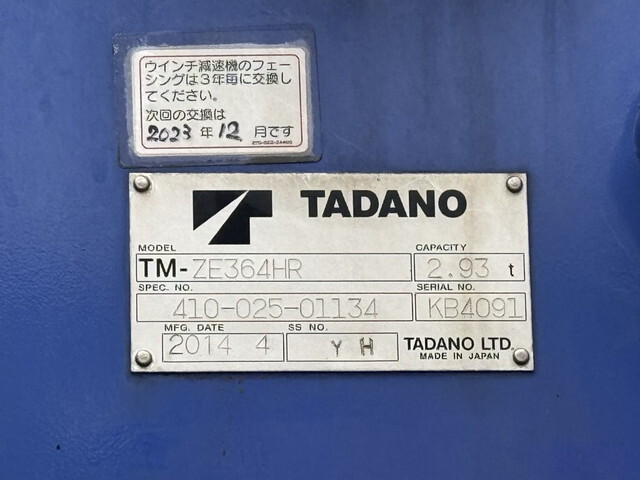 ウインチ減速機のフェー
シングは3年毎に交換し
てください。
次回の交換は
2023 年 12 月です
TADANO
MODEL
TM-ZE364HR
CAPACITY
2.93 t
SPEC. NO.
410-025-01134
SERIAL NO.
KB4091
MFG. DATE
2014 4
SS NO.
Y H
TADANO LTD.
MADE IN JAPAN